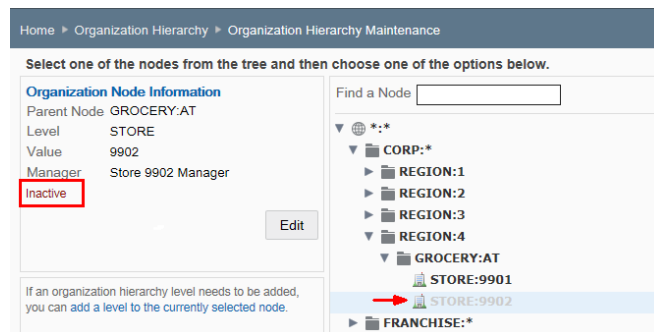 Home ▸ Organization Hierarchy ▸ Organization Hierarchy Maintenance
Select one of the nodes from the tree and then choose one of the options below.
Organization Node Information
Parent Node GROCERY:AT
Level STORE
Value 9902
Manager Store 9902 Manager
Inactive
Edit
If an organization hierarchy level needs to be added,
you can add a level to the currently selected node.
Find a Node
*:*
CORP:*
REGION:1
REGION:2
REGION:3
REGION:4
GROCERY:AT
STORE:9901
STORE:9902
FRANCHISE:*